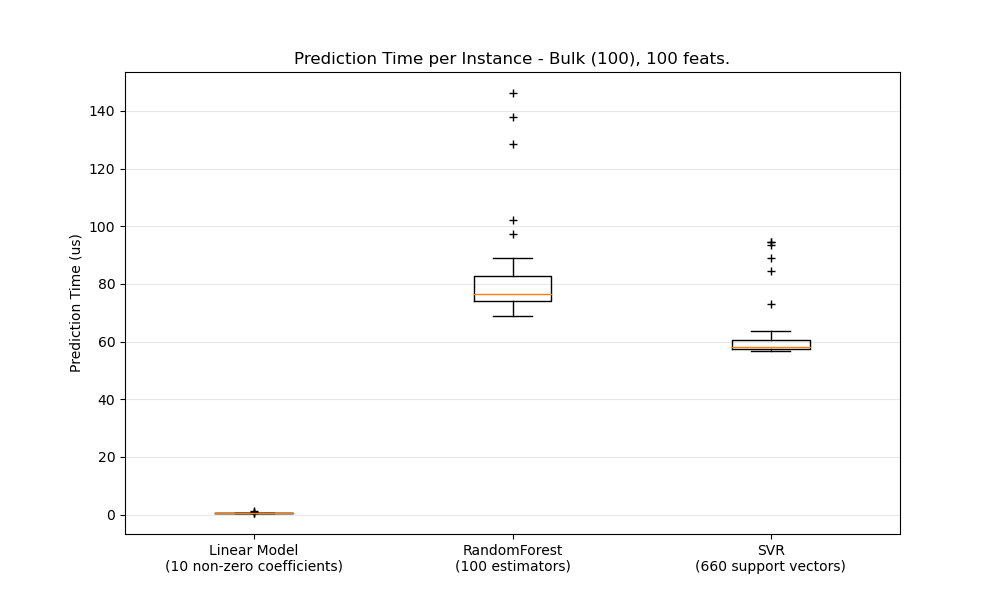 Prediction Time per Instance - Bulk (100), 100 feats.
Prediction Time (us)
140
120
100
80
60
40
20
0
Linear Model
(10 non-zero coefficients)
RandomForest
(100 estimators)
SVR
(660 support vectors)